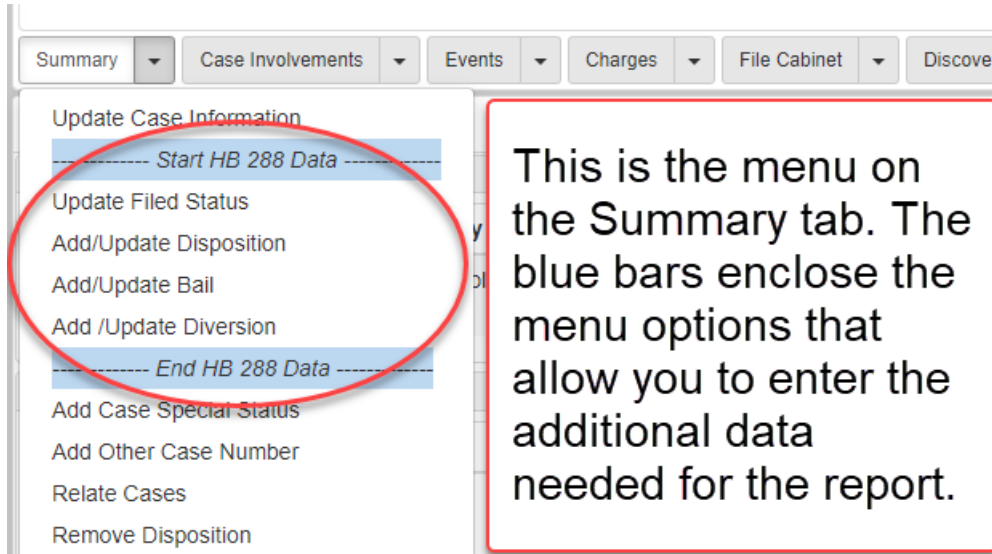 Summary Case Involvements Events Charges File Cabinet Discove
Update Case Information
------------- Start HB 288 Data -------------
Update Filed Status
Add/Update Disposition
Add/Update Bail
Add /Update Diversion
------------- End HB 288 Data -------------
Add Case Special Status
Add Other Case Number
Relate Cases
Remove Disposition
y
ol
This is the menu on
the Summary tab. The
blue bars enclose the
menu options that
allow you to enter the
additional data
needed for the report.